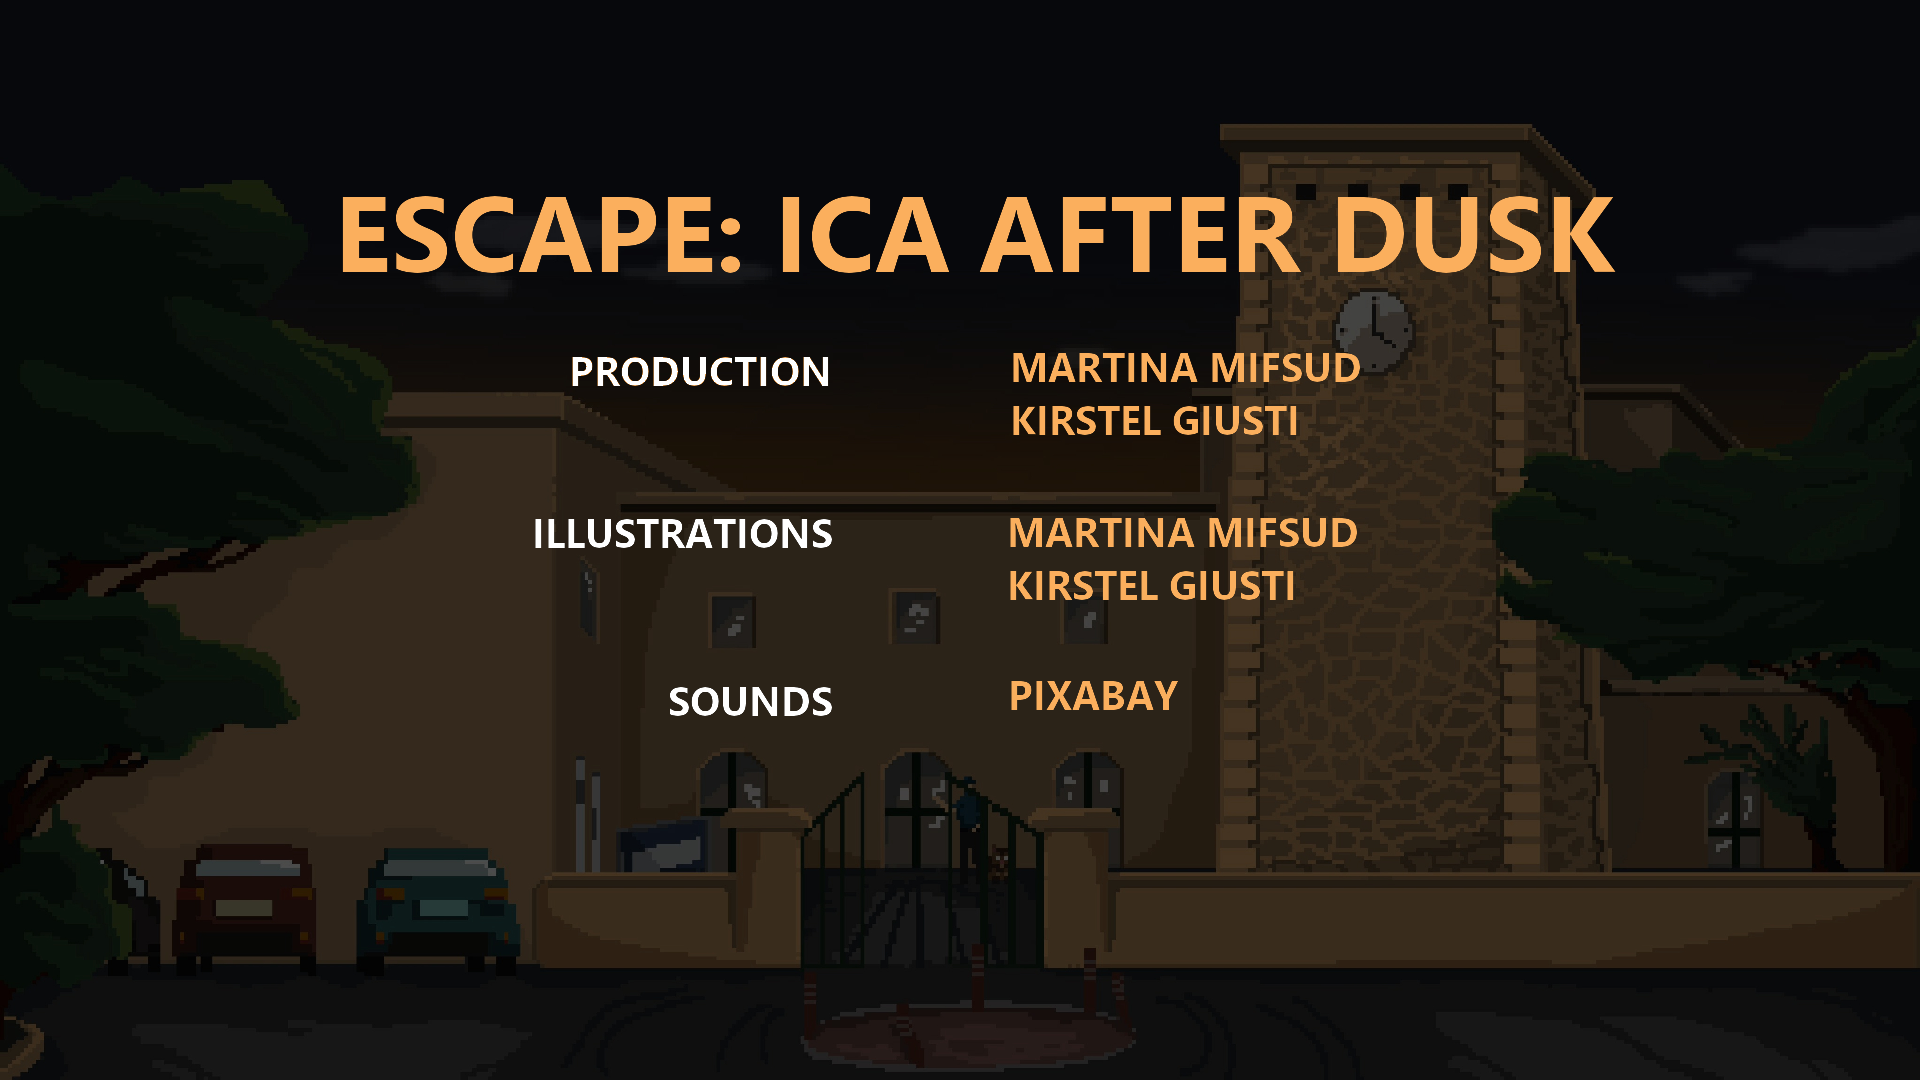 ESCAPE: ICA AFTER DUSK
PRODUCTION
MARTINA MIFSUD
KIRSTEL GIUSTI
ILLUSTRATIONS
MARTINA MIFSUD
KIRSTEL GIUSTI
SOUNDS
PIXABAY